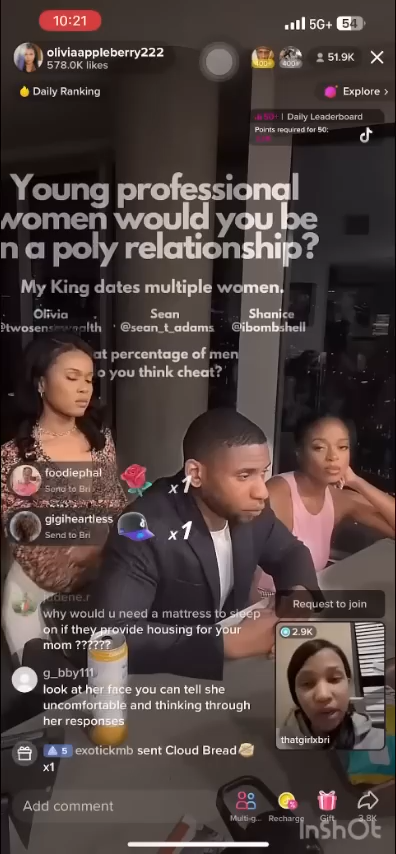 10:21
5G+ 54
oliviaappleberry222
578.0K likes
400+ 400+ 51.9K
Daily Ranking
Explore >
50+ | Daily Leaderboard
Points required for 50:
Young professional
women would you be
n a poly relationship?
My King dates multiple women.
Olivia Sean Shanice
@sean_t_adams @ibombshell
at percentage of men
o you think cheat?
foodiephal
Send to Bri
x1
gigiheartless
Send to Bri
x1
judene.r
why would u need a mattress to sleep
on if they provide housing for your
mom ??????
Request to join
2.9K
thatgirlxbri
g_bby111
look at her face you can tell she
uncomfortable and thinking through
her responses
5 exotickmb sent Cloud Bread
x1
Add comment
Multi-g... Recharge Gift 3.8K
InShOt